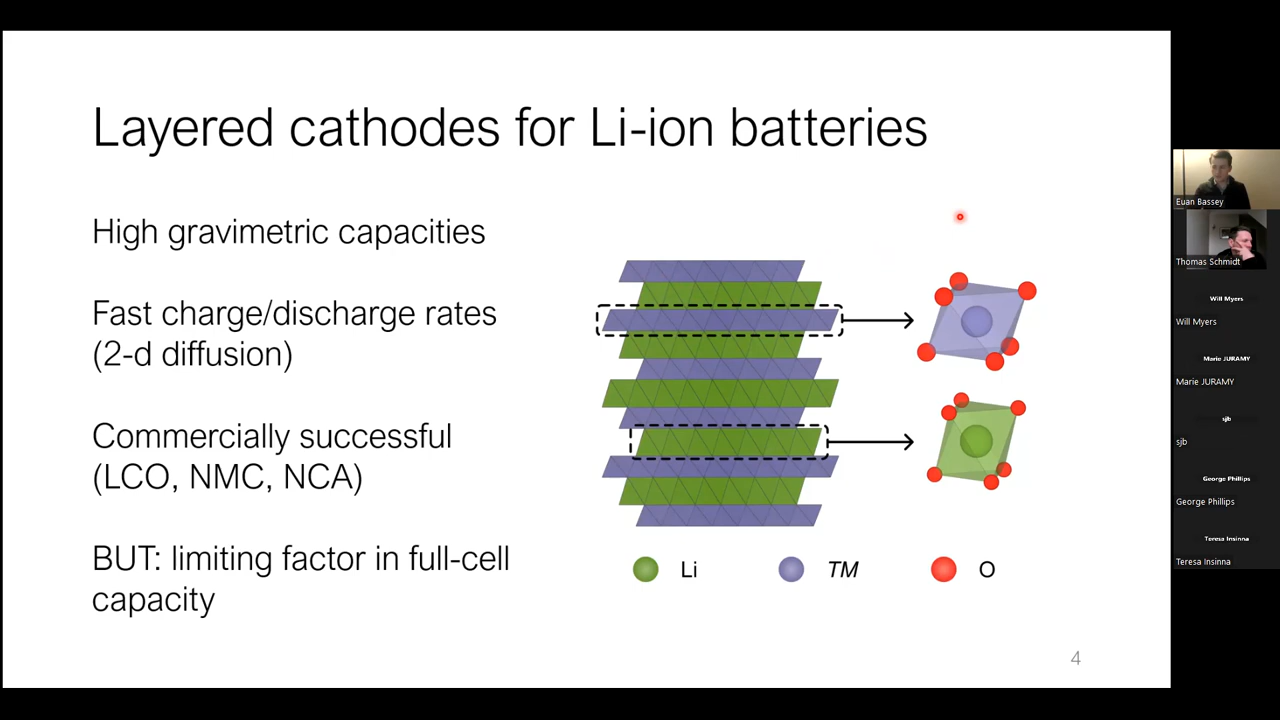 Layered cathodes for Li-ion batteries
High gravimetric capacities
Fast charge/discharge rates
(2-d diffusion)
Commercially successful
(LCO, NMC, NCA)
BUT: limiting factor in full-cell
capacity
Li
TM
O
4
Euan Bassey
Thomas Schmidt
Will Myers
Will Myers
Marie JURAMY
Marie JURAMY
sjb
sjb
George Phillips
George Phillips
Teresa Insinna
Teresa Insinna